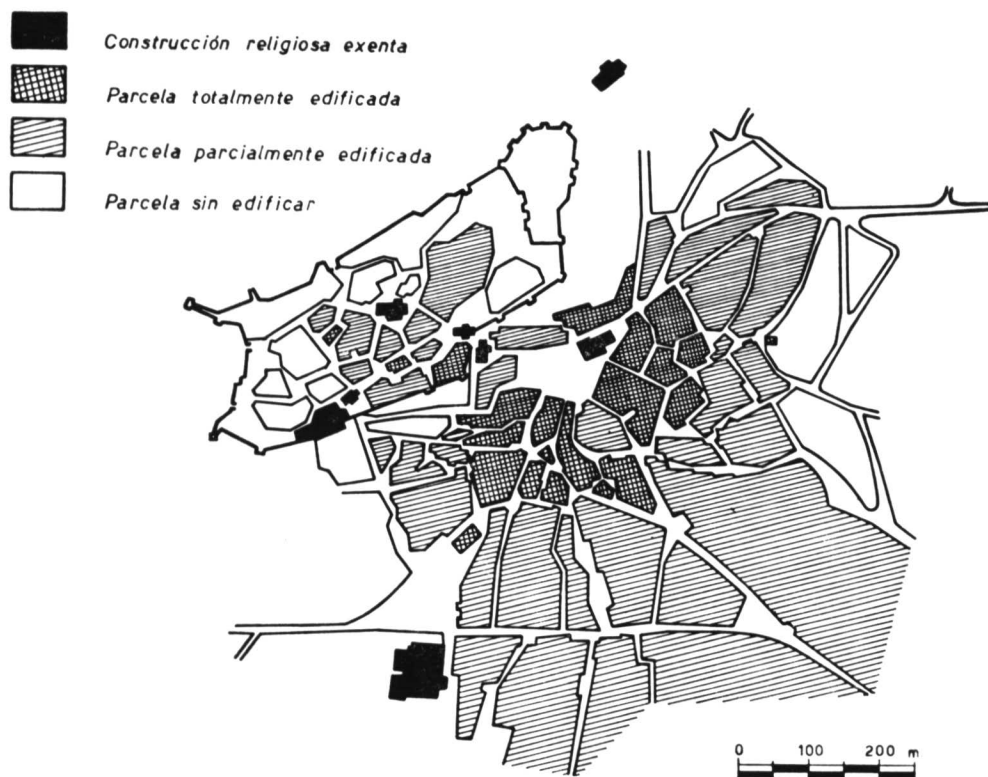 Construcción religiosa exenta
Parcela totalmente edificada
Parcela parcialmente edificada
Parcela sin edificar
0 100 200 m